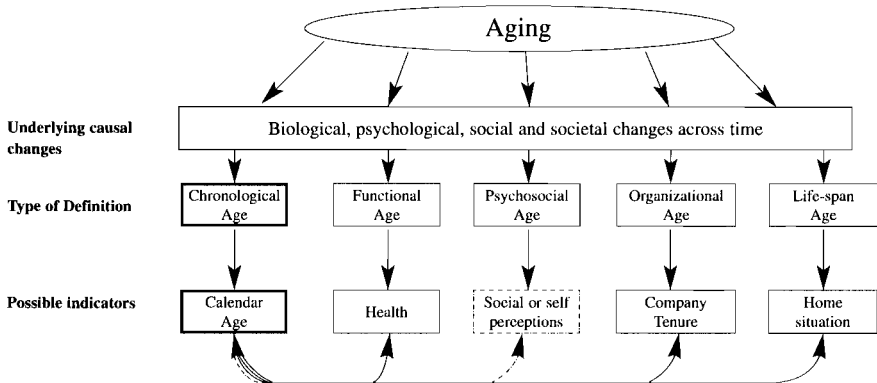 Aging
Underlying causal
changes
Biological, psychological, social and societal changes across time
Type of Definition
Chronological
Age
Functional
Age
Psychosocial
Age
Organizational
Age
Life-span
Age
Possible indicators
Calendar
Age
Health
Social or self
perceptions
Company
Tenure
Home
situation